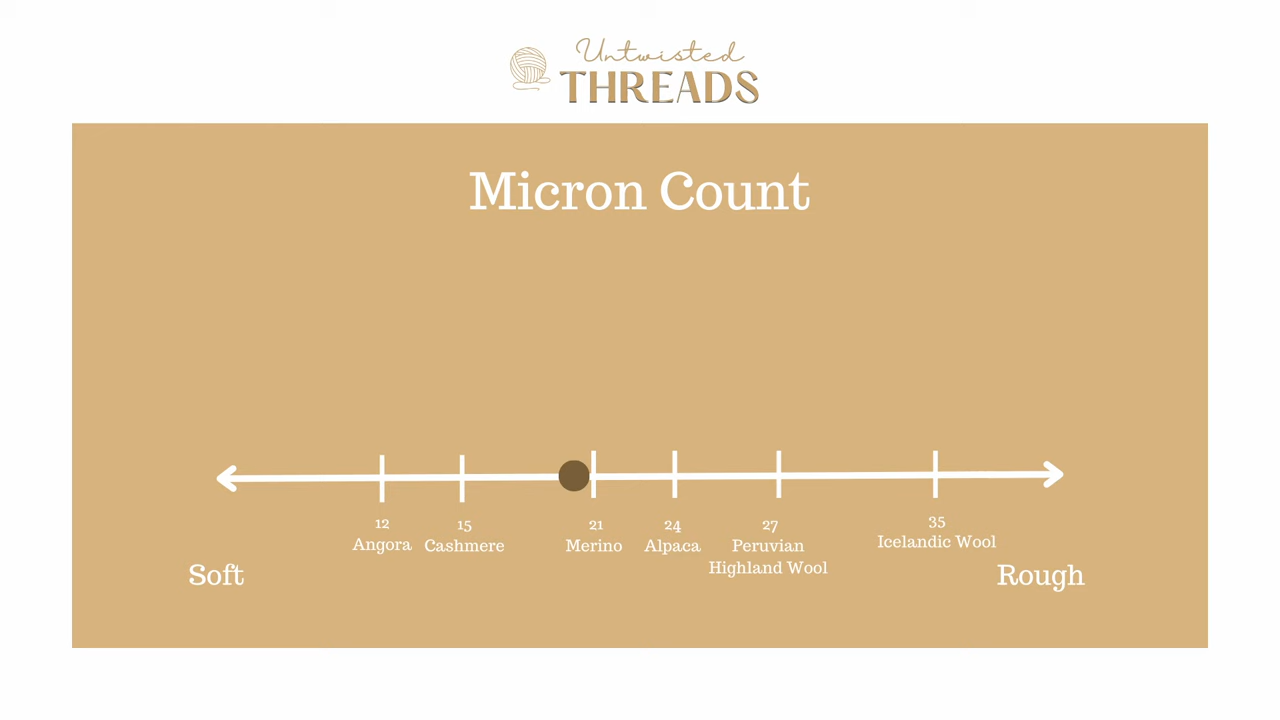 Untwisted
THREADS
Micron Count
12
Angora
15
Cashmere
21
Merino
24
Alpaca
27
Peruvian
Highland Wool
35
Icelandic Wool
Soft
Rough